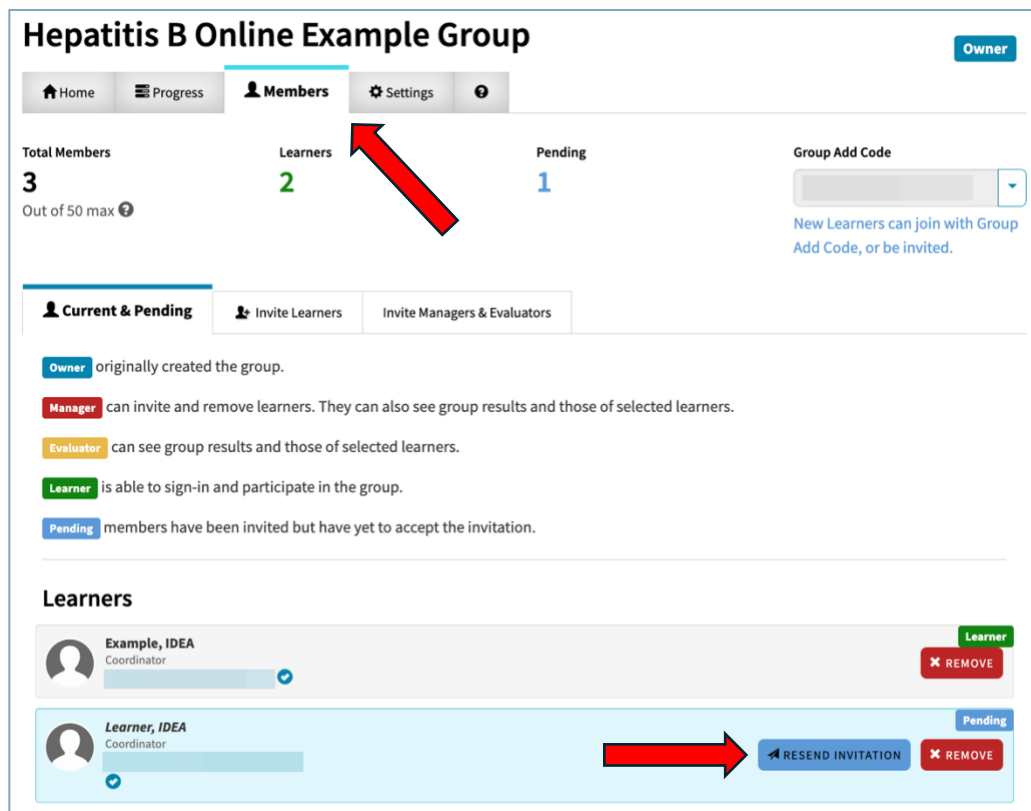 Hepatitis B Online Example Group
Owner
Home
Progress
Members
Settings
Total Members
Learners
Pending
Group Add Code
3
2
1
Out of 50 max
New Learners can join with Group
Add Code, or be invited.
Current & Pending
Invite Learners
Invite Managers & Evaluators
Owner originally created the group.
Manager can invite and remove learners. They can also see group results and those of selected learners.
Evaluator can see group results and those of selected learners.
Learner is able to sign-in and participate in the group.
Pending members have been invited but have yet to accept the invitation.
Learners
Example, IDEA
Learner
Coordinator
REMOVE
Learner, IDEA
Pending
Coordinator
RESEND INVITATION
REMOVE